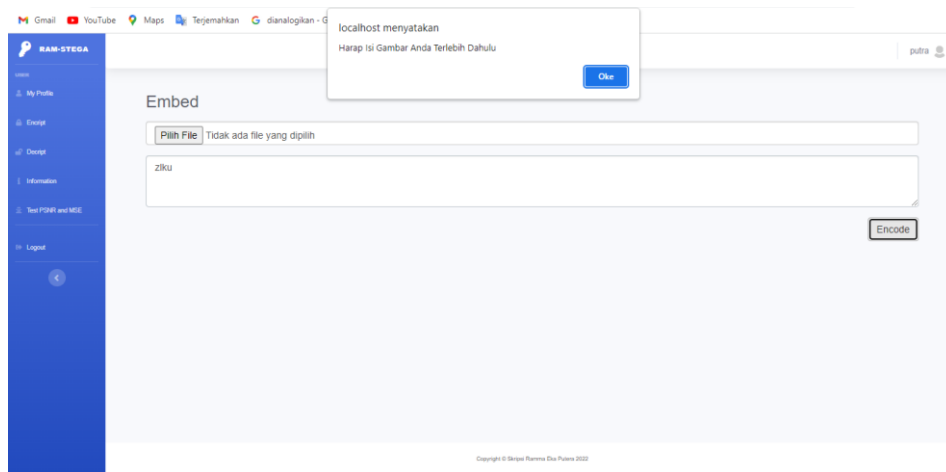 Gmail YouTube Maps Terjemahkan dianalogikan - G
localhost menyatakan
Harap Isi Gambar Anda Terlebih Dahulu
Oke
RAM-STEGA
putra
USER
My Profile
Encript
Decript
Information
Test PSNR and MSE
Logout
Embed
Pilih File Tidak ada file yang dipilih
ziku
Encode
Copyright © Skripsi Ramma Eka Putera 2022